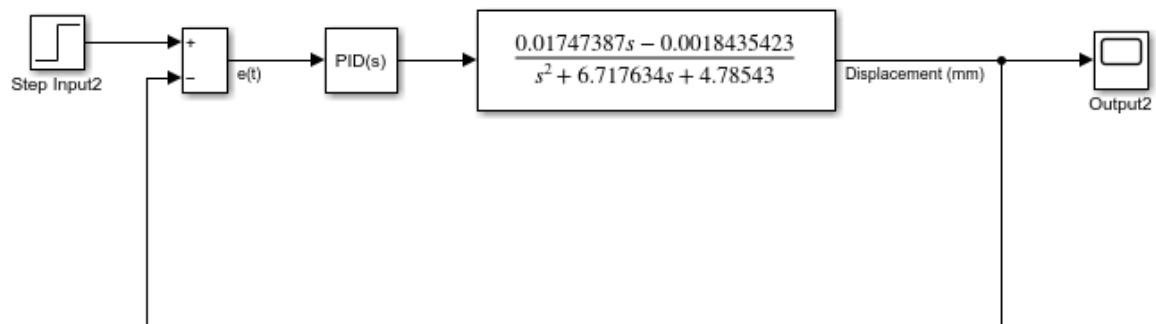 Step Input2
+
−
e(t)
PID(s)
0.01747387s − 0.0018435423
s² + 6.717634s + 4.78543
Displacement (mm)
Output2